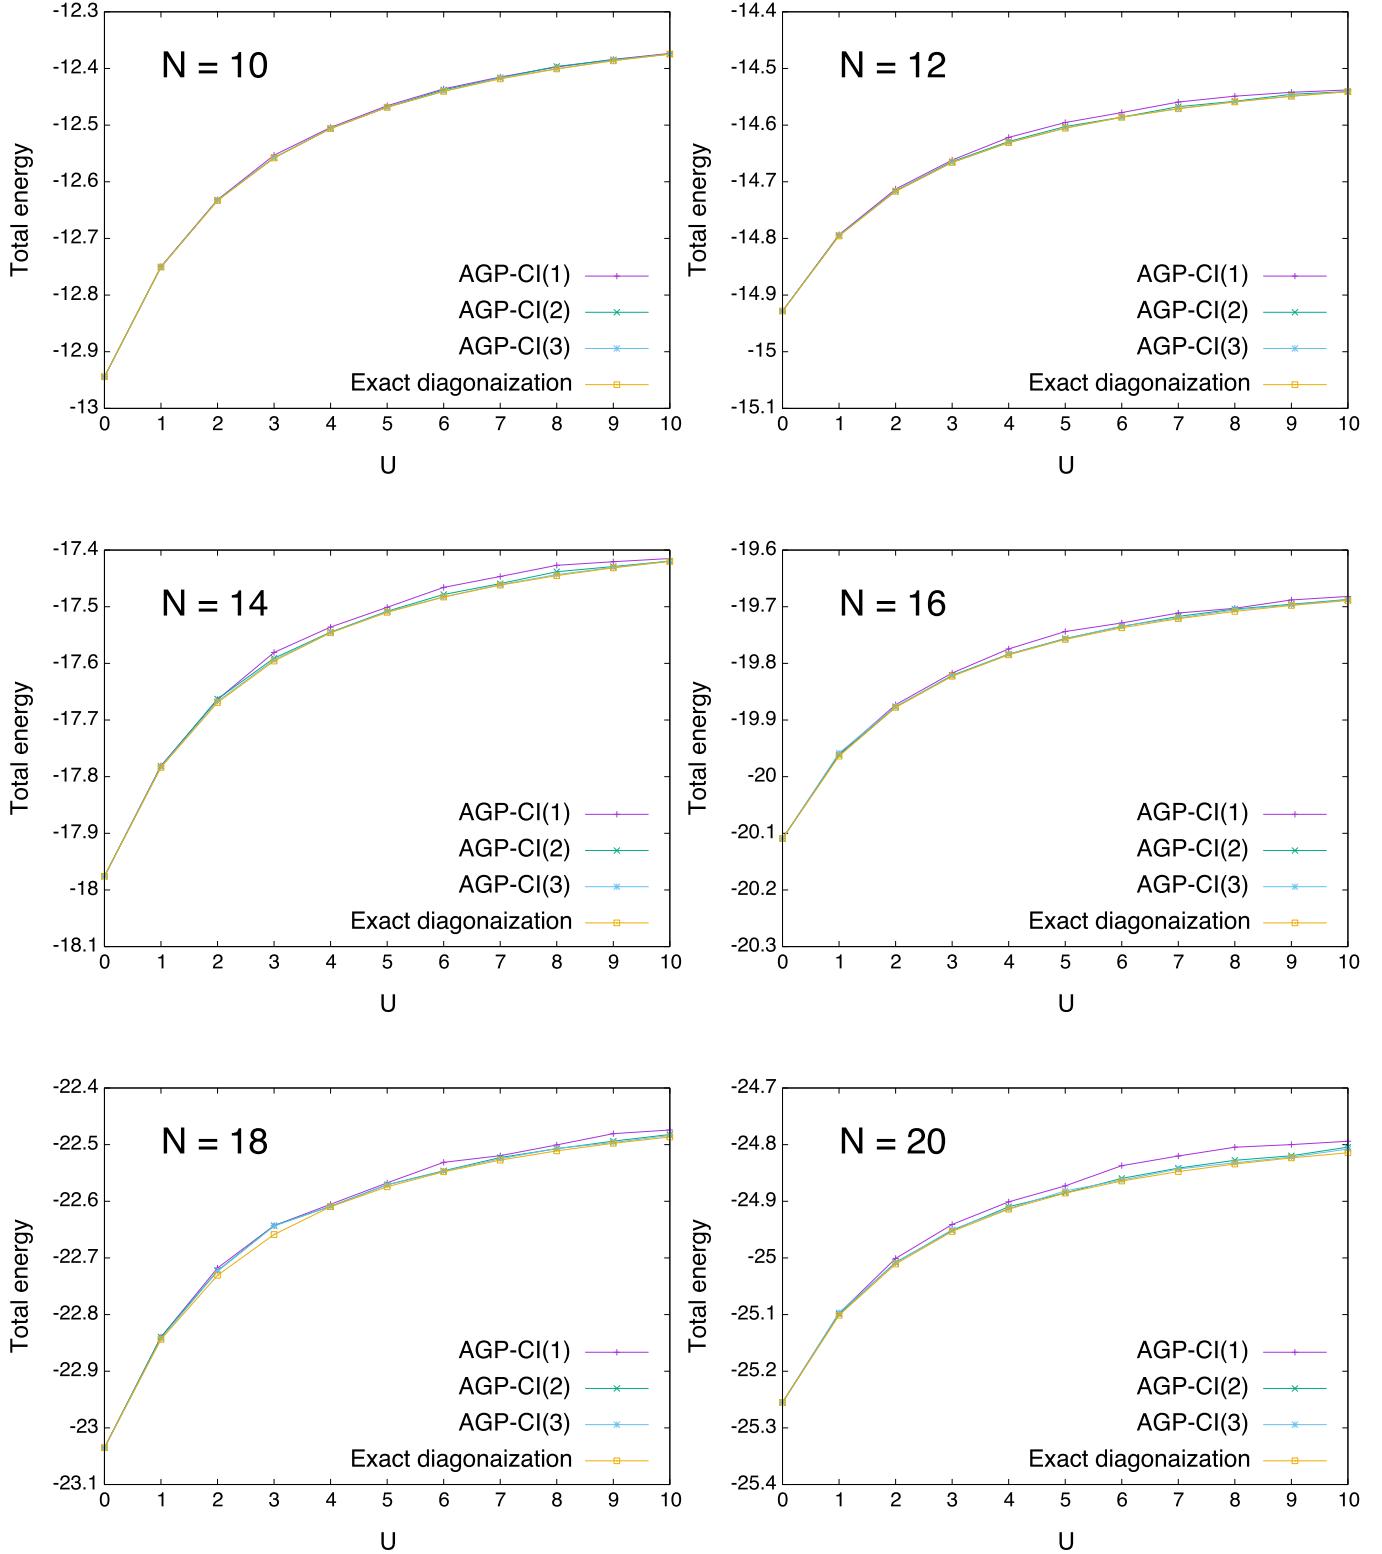 N = 10
Total energy
-12.3
-12.4
-12.5
-12.6
-12.7
-12.8
-12.9
-13
AGP-CI(1)
AGP-CI(2)
AGP-CI(3)
Exact diagonaization
0 1 2 3 4 5 6 7 8 9 10
U
N = 12
Total energy
-14.4
-14.5
-14.6
-14.7
-14.8
-14.9
-15
-15.1
AGP-CI(1)
AGP-CI(2)
AGP-CI(3)
Exact diagonaization
0 1 2 3 4 5 6 7 8 9 10
U
N = 14
Total energy
-17.4
-17.5
-17.6
-17.7
-17.8
-17.9
-18
-18.1
AGP-CI(1)
AGP-CI(2)
AGP-CI(3)
Exact diagonaization
0 1 2 3 4 5 6 7 8 9 10
U
N = 16
Total energy
-19.6
-19.7
-19.8
-19.9
-20
-20.1
-20.2
-20.3
AGP-CI(1)
AGP-CI(2)
AGP-CI(3)
Exact diagonaization
0 1 2 3 4 5 6 7 8 9 10
U
N = 18
Total energy
-22.4
-22.5
-22.6
-22.7
-22.8
-22.9
-23
-23.1
AGP-CI(1)
AGP-CI(2)
AGP-CI(3)
Exact diagonaization
0 1 2 3 4 5 6 7 8 9 10
U
N = 20
Total energy
-24.7
-24.8
-24.9
-25
-25.1
-25.2
-25.3
-25.4
AGP-CI(1)
AGP-CI(2)
AGP-CI(3)
Exact diagonaization
0 1 2 3 4 5 6 7 8 9 10
U